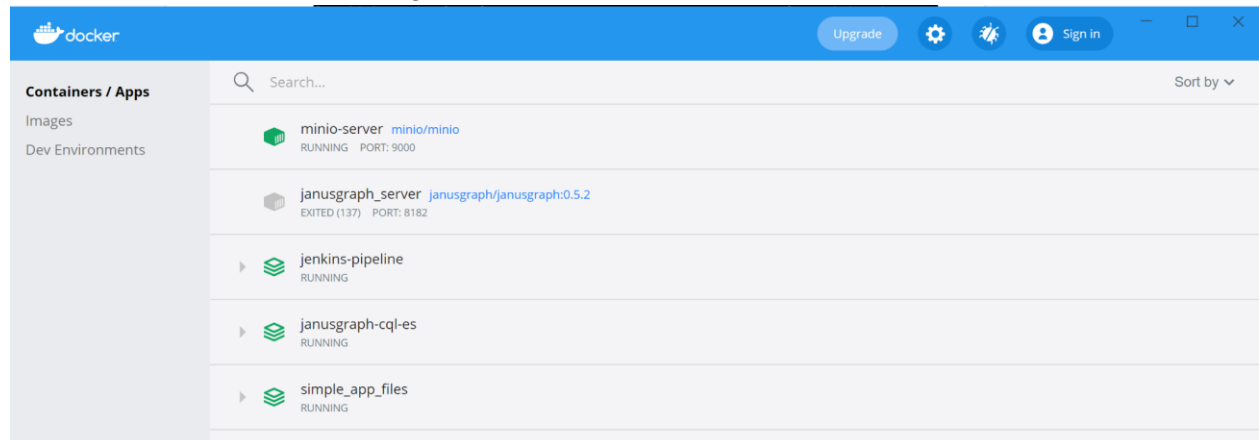 docker
Upgrade
Sign in
Containers / Apps
Images
Dev Environments
Search...
Sort by
minio-server minio/minio
RUNNING PORT: 9000
janusgraph_server janusgraph/janusgraph:0.5.2
EXITED (137) PORT: 8182
jenkins-pipeline
RUNNING
janusgraph-cql-es
RUNNING
simple_app_files
RUNNING